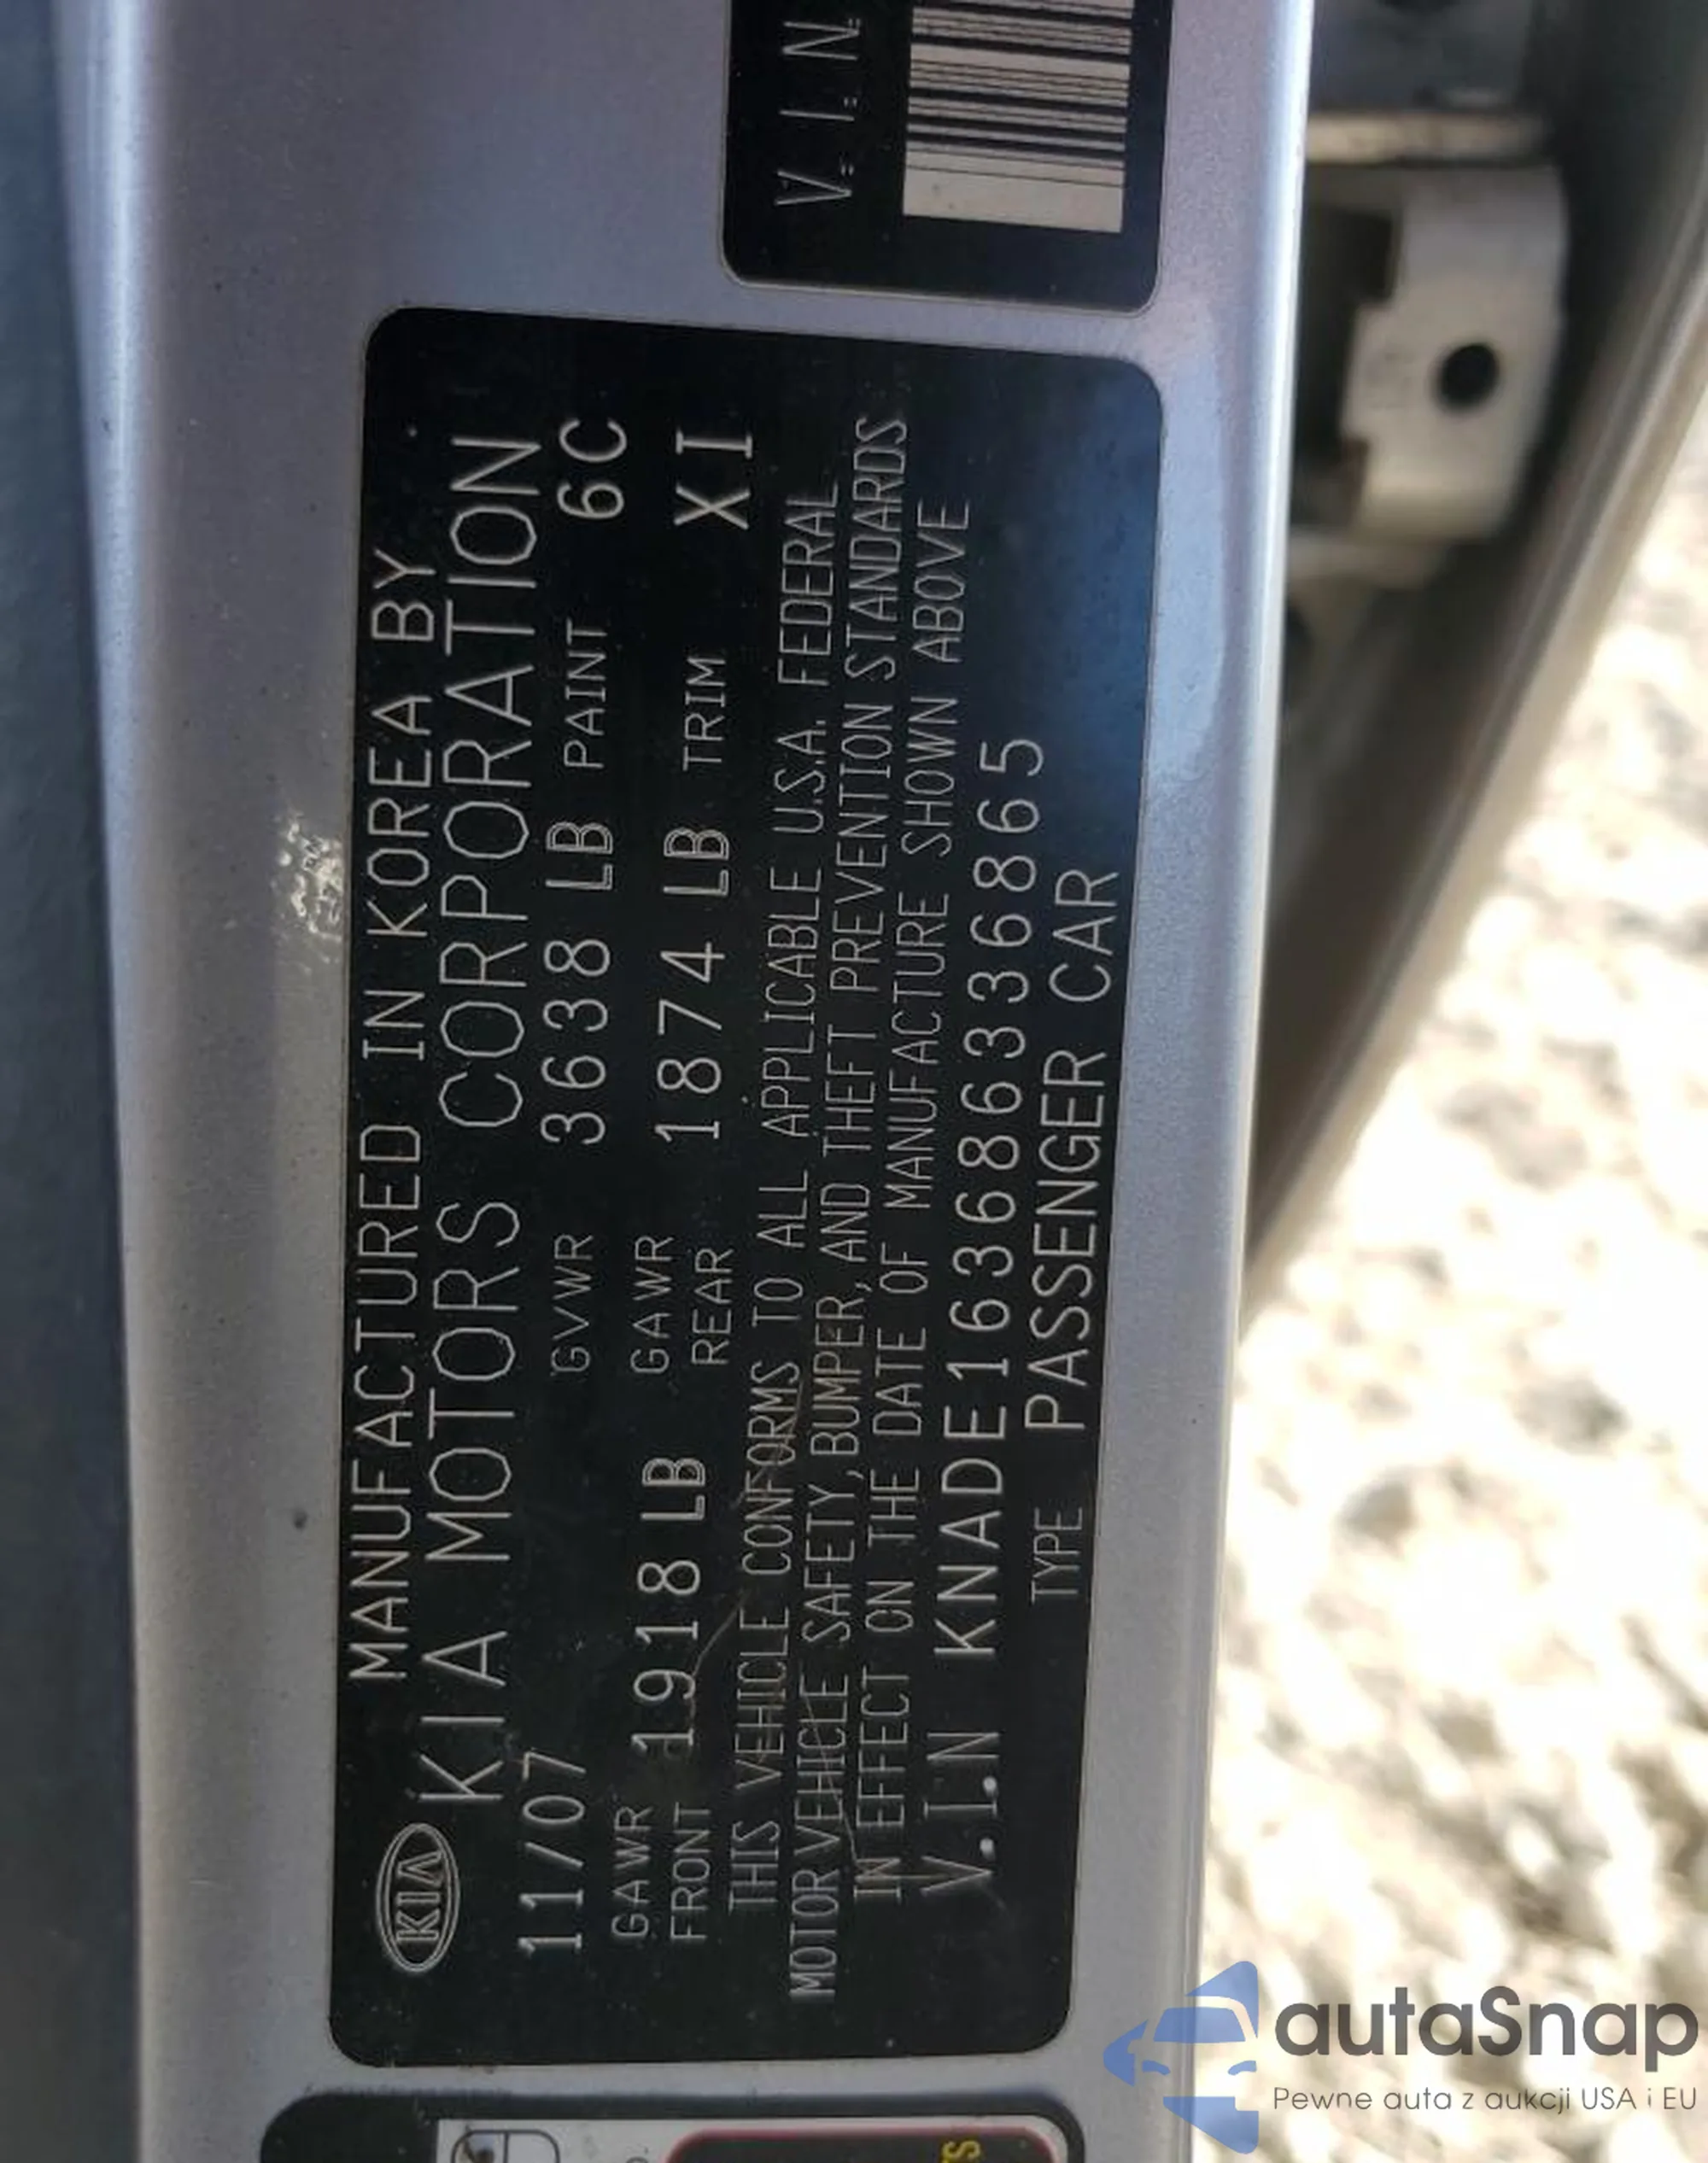 V.I.N.
KIA MANUFACTURED IN KOREA BY
KIA MOTORS CORPORATION
11/07 GVWR 3638 LB PAINT 6C
GAWR FRONT 1918 LB GAWR REAR 1874 LB TRIM XI
THIS VEHICLE CONFORMS TO ALL APPLICABLE U.S.A. FEDERAL
MOTOR VEHICLE SAFETY, BUMPER, AND THEFT PREVENTION STANDARDS
IN EFFECT ON THE DATE OF MANUFACTURE SHOWN ABOVE
V.I.N KNADE163686336865
TYPE PASSENGER CAR
autaSnap
Pewne auta z aukcji USA i EU